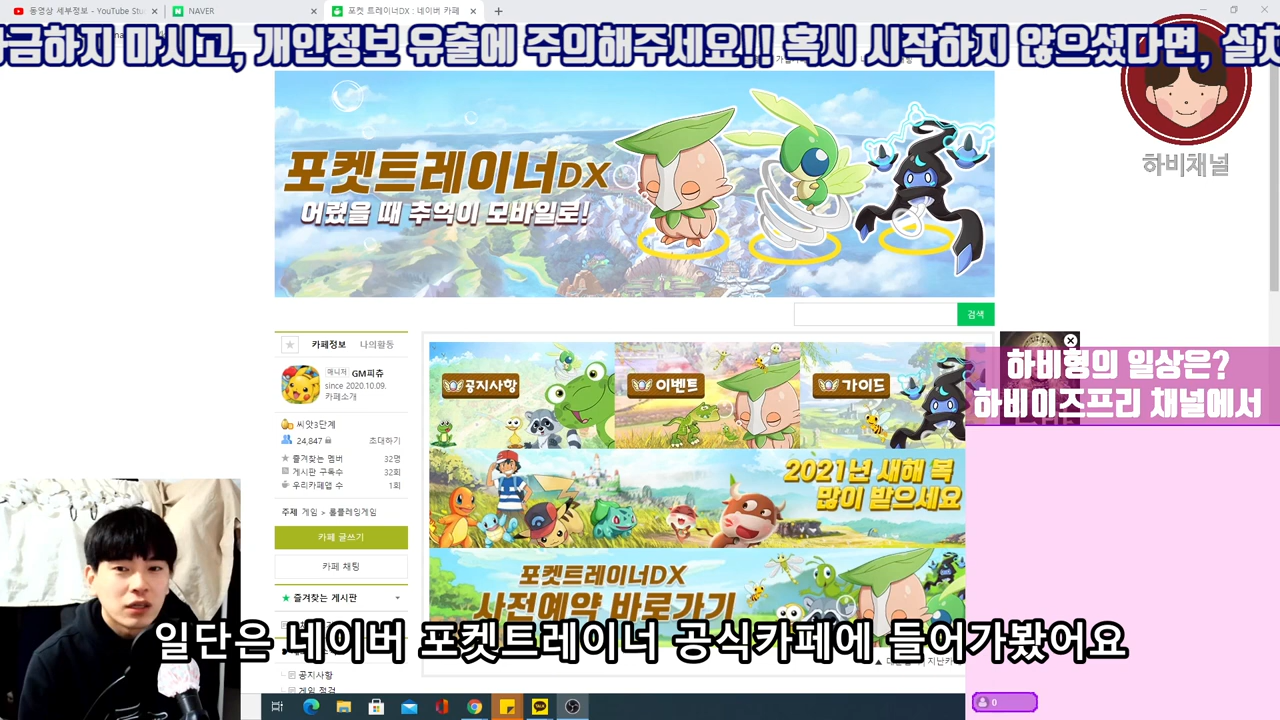 동영상 세부정보 - YouTube Stu
NAVER
포켓 트레이너DX : 네이버 카페
하지 마시고, 개인정보 유출에 주의해주세요!! 혹시 시작하지 않으셨다면, 설치
하비채널
포켓트레이너DX
어렸을 때 추억이 모바일로!
검색
카페정보 나의활동
매니저 GM피츄
since 2020.10.09.
카페소개
씨앗3단계
24,847 초대하기
즐겨찾는 멤버 32명
게시판 구독수 32회
우리카페앱 수 1회
주제 게임 > 롤플레잉게임
카페 글쓰기
카페 채팅
즐겨찾는 게시판
공지사항
게임 점검
공지사항
이벤트
가이드
2021년 새해 복
많이 받으세요
포켓트레이너DX
사전예약 바로가기
하비형의 일상은?
하비이즈프리 채널에서
일단은 네이버 포켓트레이너 공식카페에 들어가봤어요
TALK
0